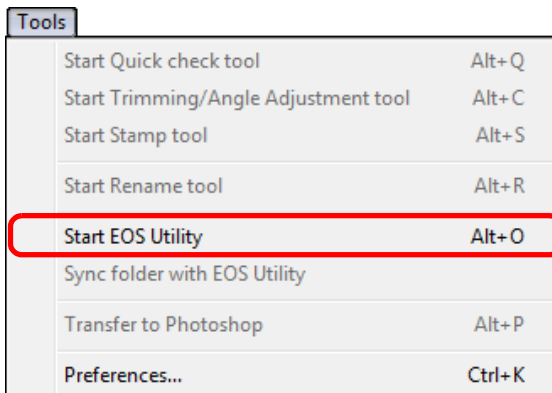 Tools
Start Quick check tool Alt+Q
Start Trimming/Angle Adjustment tool Alt+C
Start Stamp tool Alt+S
Start Rename tool Alt+R
Start EOS Utility Alt+O
Sync folder with EOS Utility
Transfer to Photoshop Alt+P
Preferences... Ctrl+K